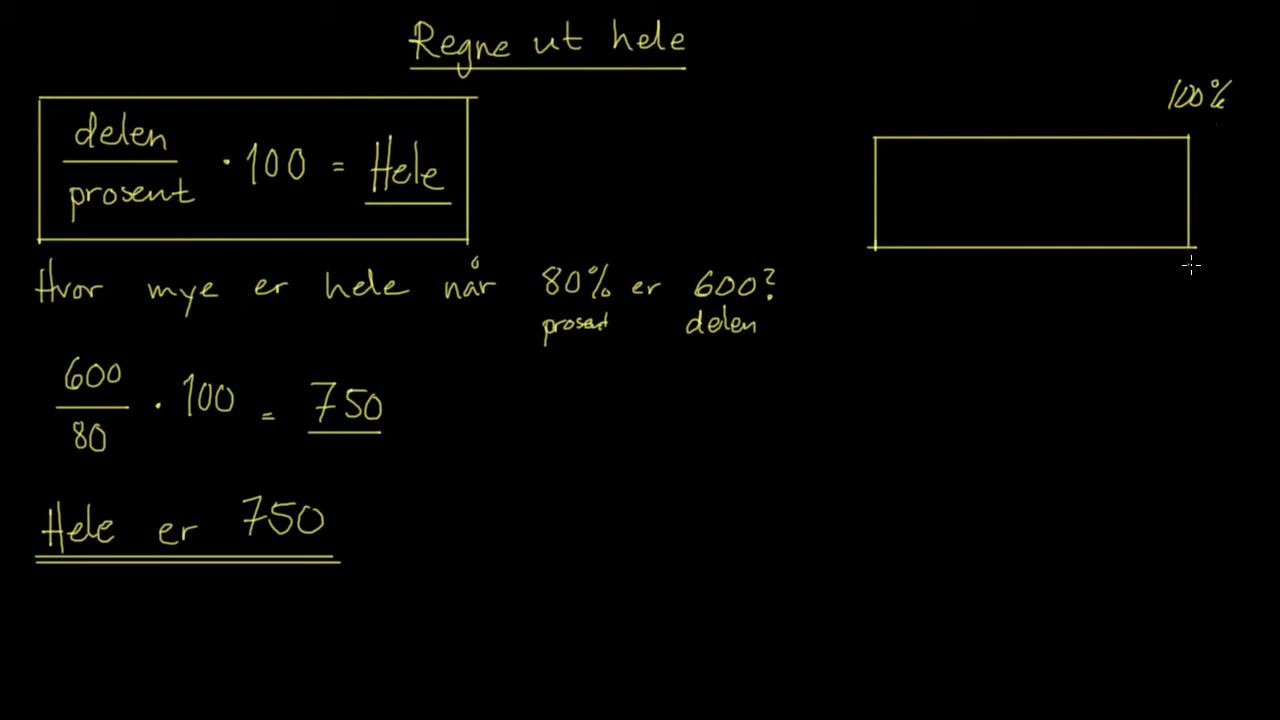 Regne ut hele
100%
delen
prosent · 100 = Hele
Hvor mye er hele når 80% er 600?
prosent delen
600
80 · 100 = 750
Hele er 750